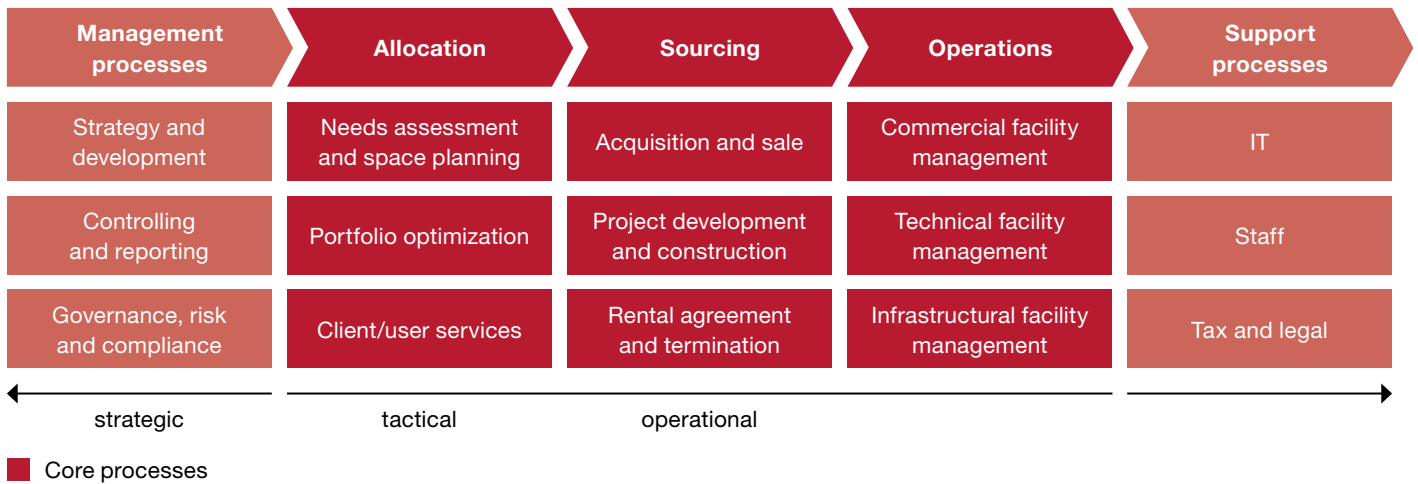 Management
processes
Allocation
Sourcing
Operations
Support
processes
Strategy and
development
Needs assessment
and space planning
Acquisition and sale
Commercial facility
management
IT
Controlling
and reporting
Portfolio optimization
Project development
and construction
Technical facility
management
Staff
Governance, risk
and compliance
Client/user services
Rental agreement
and termination
Infrastructural facility
management
Tax and legal
strategic
tactical
operational
Core processes